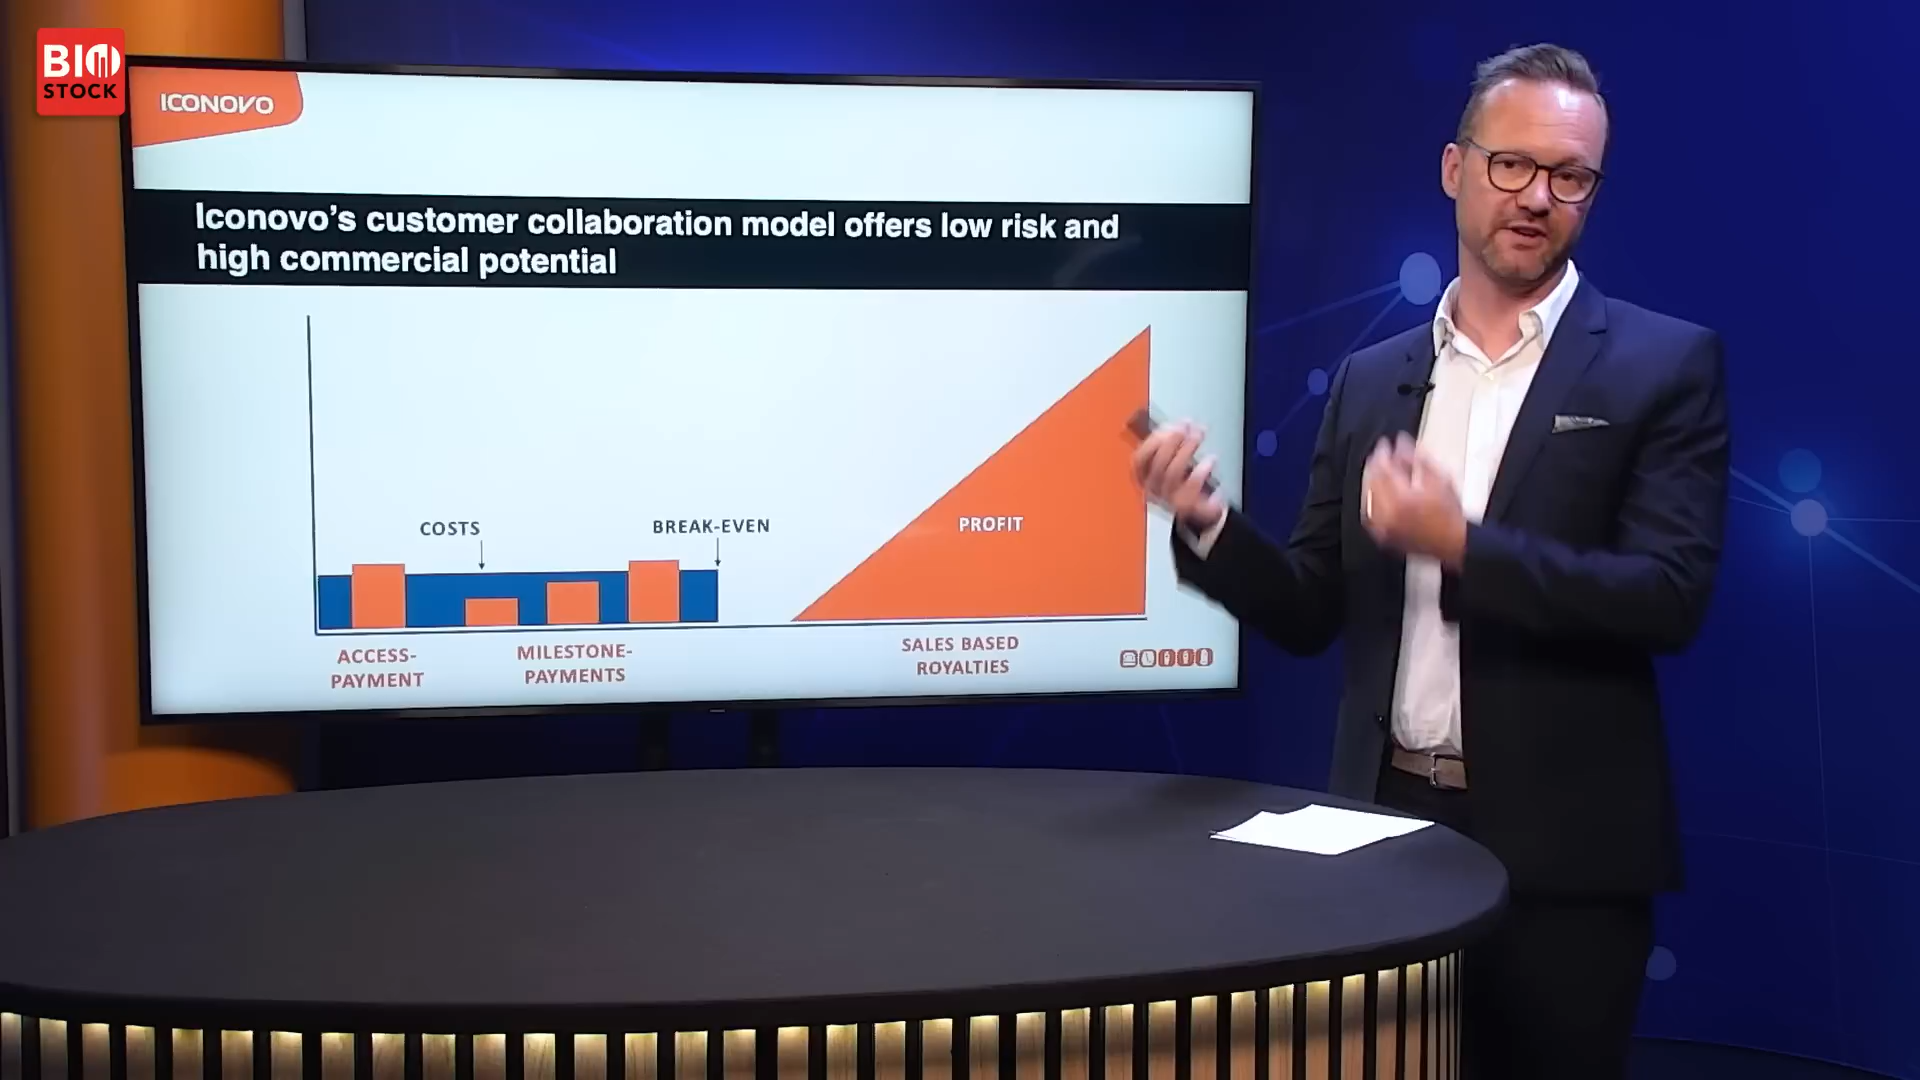 BIO
STOCK
ICONOVO
Iconovo's customer collaboration model offers low risk and
high commercial potential
COSTS
BREAK-EVEN
PROFIT
ACCESS-
PAYMENT
MILESTONE-
PAYMENTS
SALES BASED
ROYALTIES